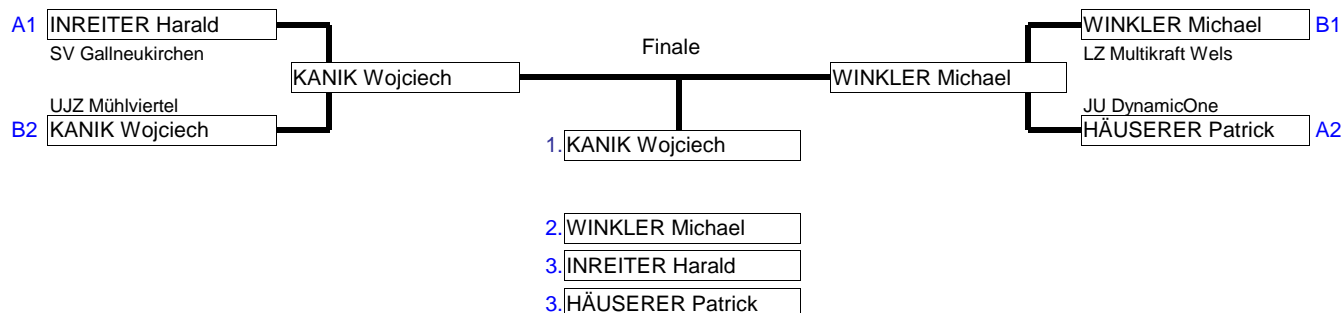 A1 INREITER Harald
SV Gallneukirchen
UJZ Mühlviertel
B2 KANIK Wojciech
KANIK Wojciech
Finale
WINKLER Michael
WINKLER Michael B1
LZ Multikraft Wels
JU DynamicOne
HÄUSERER Patrick A2
1. KANIK Wojciech
2. WINKLER Michael
3. INREITER Harald
3. HÄUSERER Patrick